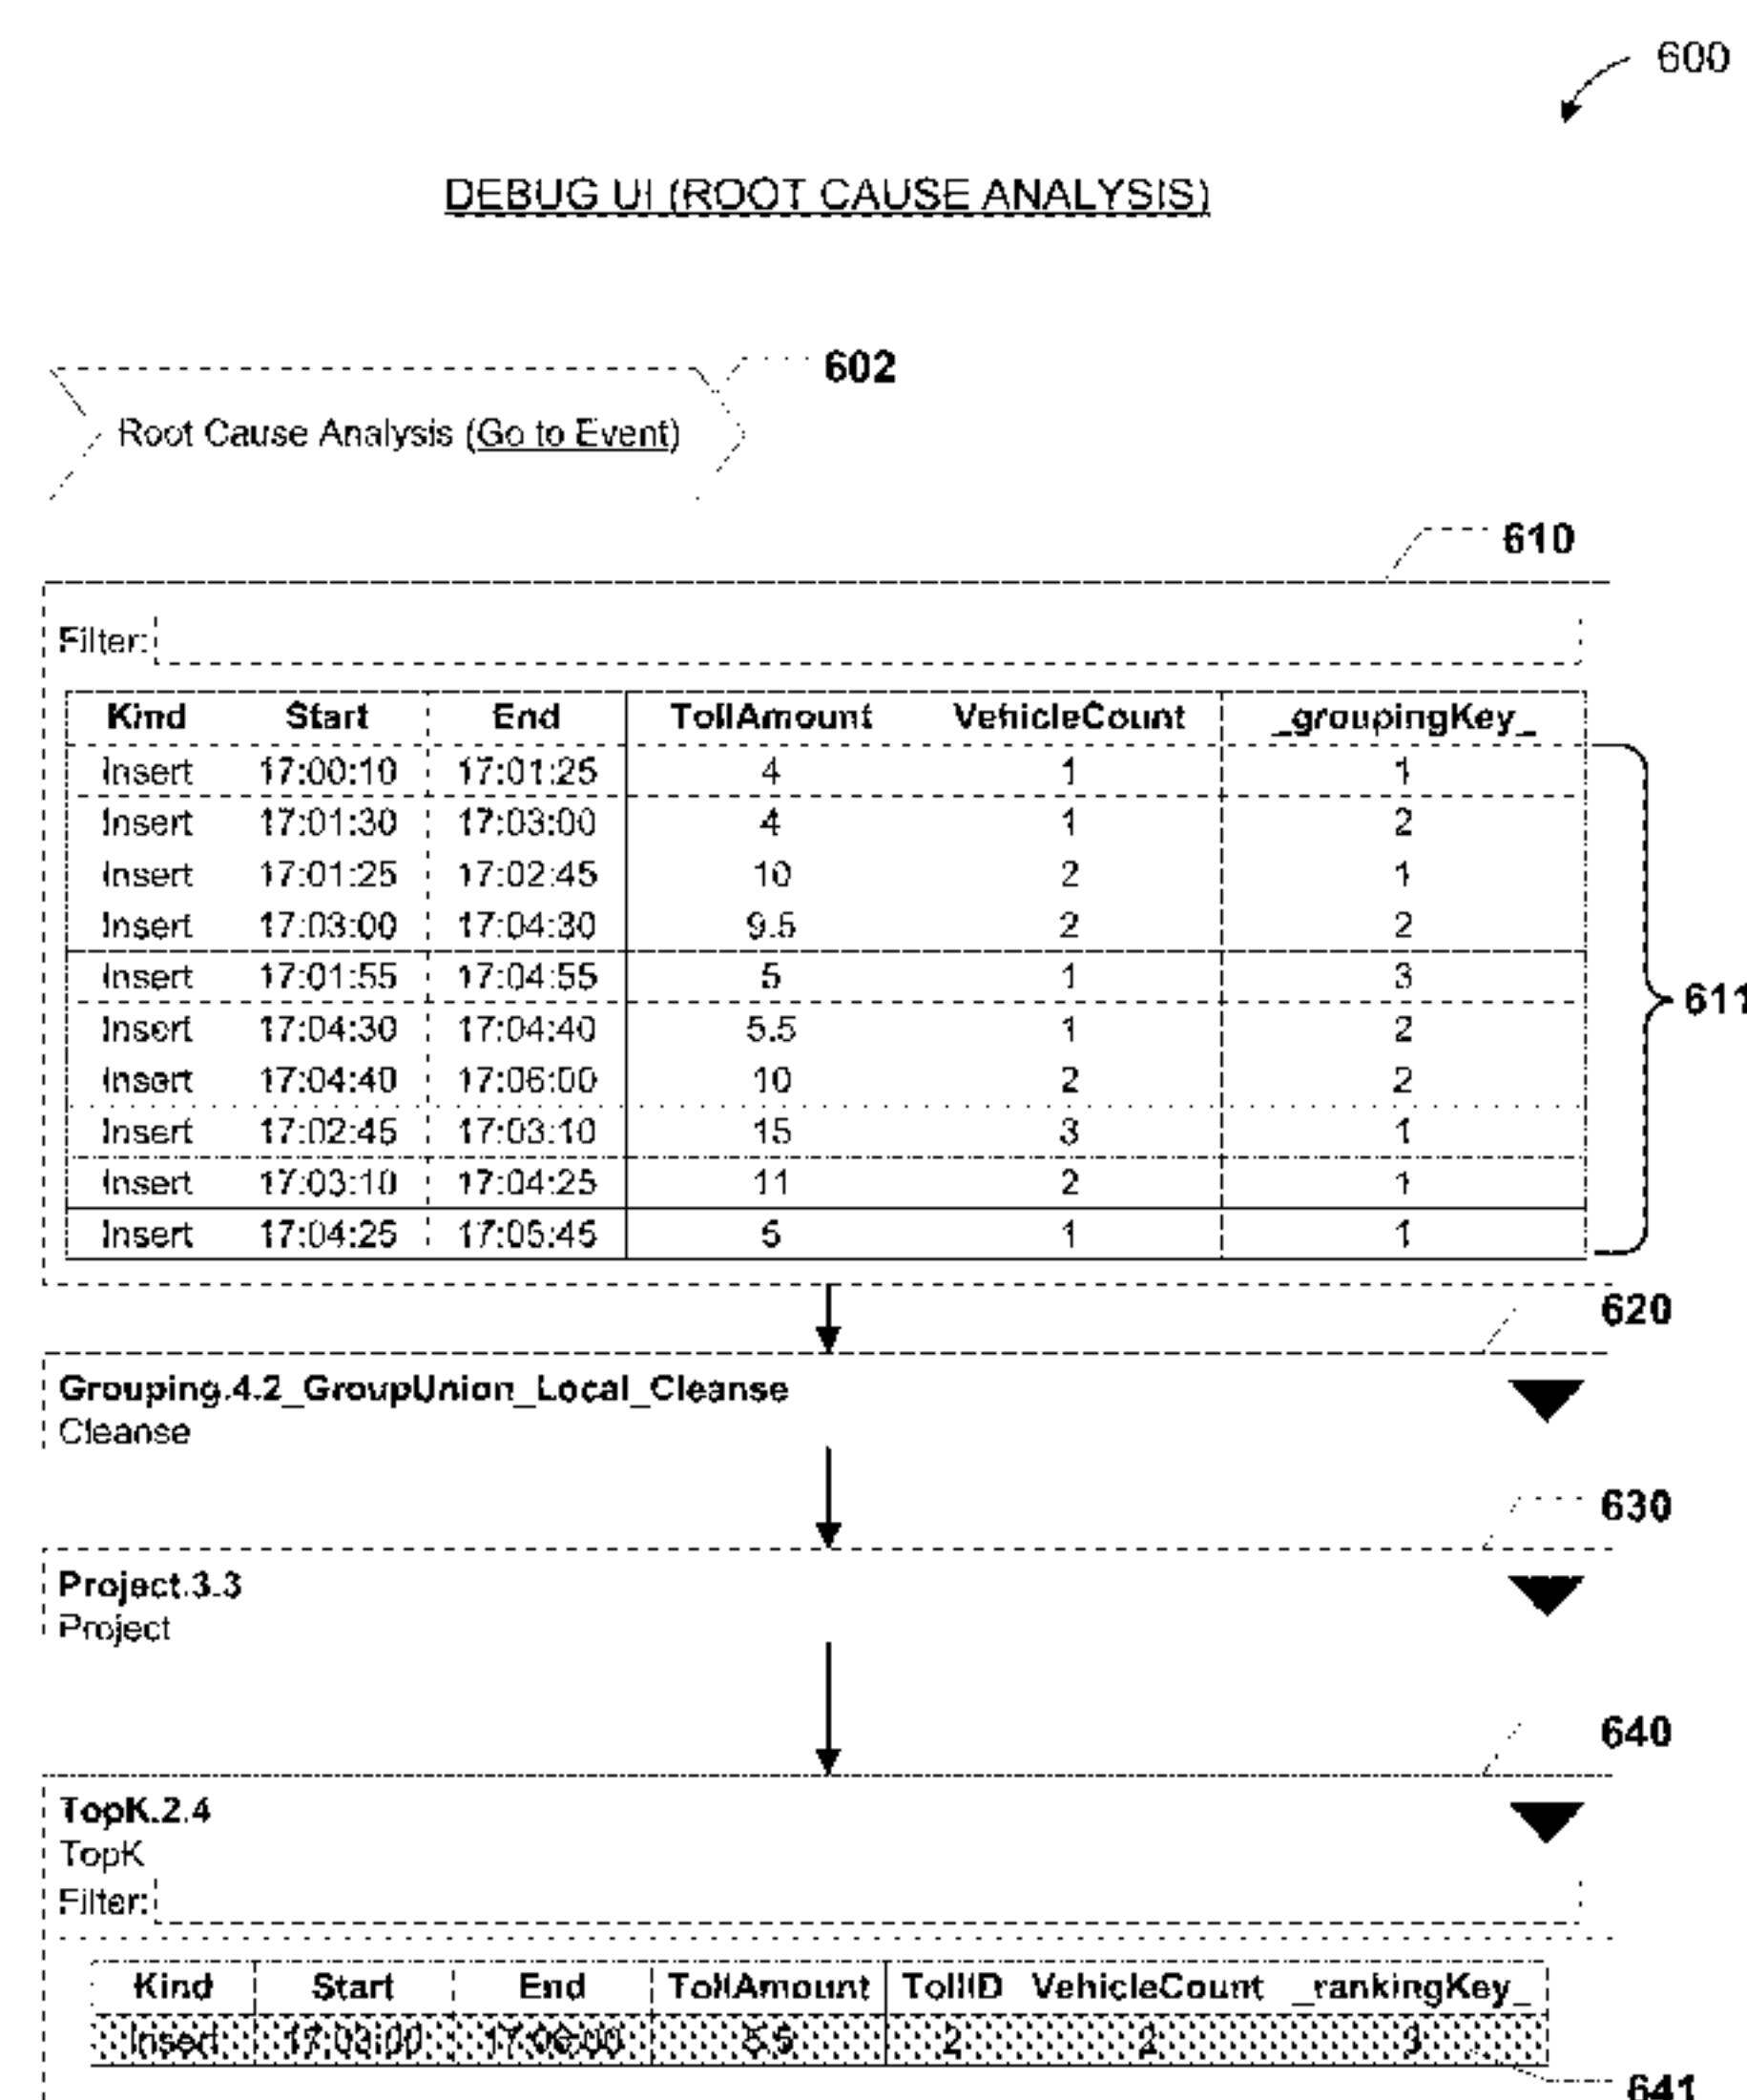 600
DEBUG UI (ROOT CAUSE ANALYSIS)
602
Root Cause Analysis (Go to Event)
610
Filter:
Kind Start End TollAmount VehicleCount _groupingKey_
Insert 17:00:10 17:01:25 4 1 1
Insert 17:01:30 17:03:00 4 1 2
Insert 17:01:25 17:02:45 10 2 1
Insert 17:03:00 17:04:30 9.5 2 2
Insert 17:01:55 17:04:55 5 1 3
611
Insert 17:04:30 17:04:40 5.5 1 2
Insert 17:04:40 17:06:00 10 2 2
Insert 17:02:45 17:03:10 15 3 1
Insert 17:03:10 17:04:25 11 2 1
Insert 17:04:25 17:05:45 5 1 1
620
Grouping.4.2_GroupUnion_Local_Cleanse
Cleanse
630
Project.3.3
Project
640
TopK.2.4
TopK
Filter:
Kind Start End TollAmount TollID VehicleCount _rankingKey_
Insert 17:03:00 2 2
641